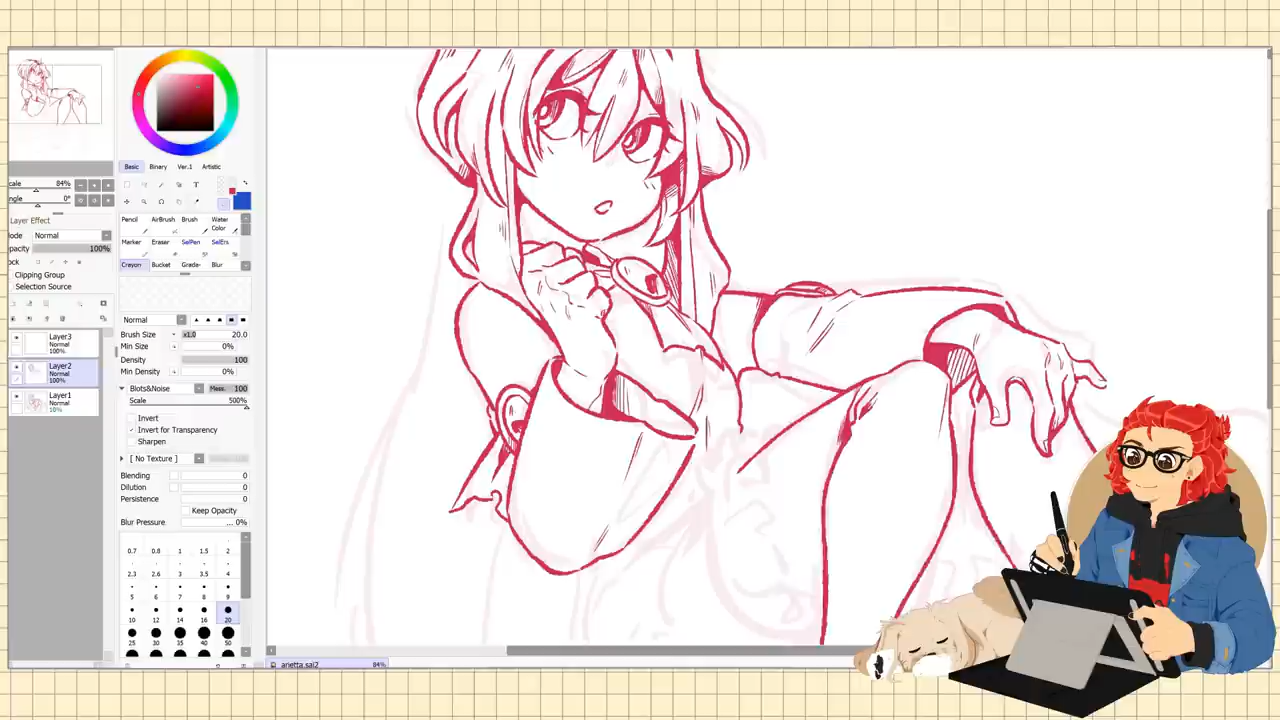 Basic Binary Ver.1 Artistic
cale 84%
ngle 0°
T
Layer Effect
ode Normal
pacity 100%
ock
Clipping Group
Selection Source
Pencil AirBrush Brush Water Color
Marker Eraser SelPen SelErs
Crayon Bucket Grade- Blur
Normal
Brush Size x1.0 20.0
Min Size 0%
Density 100
Min Density 0%
Blots&Noise 100
Scale 500%
Invert
Invert for Transparency
Sharpen
[ No Texture ]
Blending 0
Dilution 0
Persistence 0
Keep Opacity
Blur Pressure ... 0%
Layer3
Normal
100%
Layer2
Normal
100%
Layer1
Normal
10%
0.7 0.8 1 1.5 2
2.3 2.6 3 3.5 4
5 6 7 8 9
10 12 14 16 20
25 30 35 40 50
arietta.sai2 84%